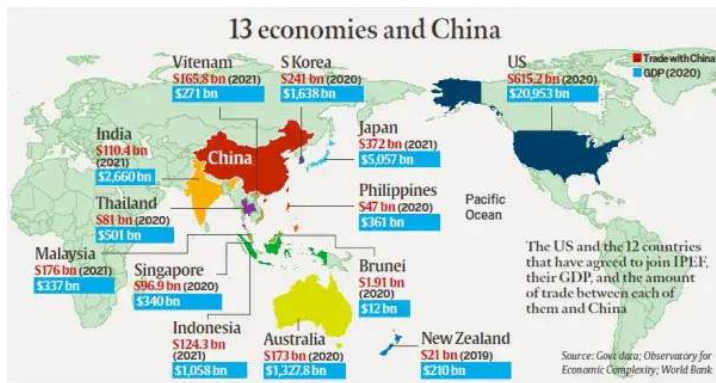 13 economies and China
Vitenam
$165.8 bn (2021)
$271 bn
S Korea
$241 bn (2020)
$1,638 bn
US
$615.2 bn (2020)
$20,953 bn
Trade with China
GDP (2020)
India
$110.4 bn
(2021)
$2,660 bn
China
Japan
$372 bn (2021)
$5,057 bn
Thailand
$81 bn (2020)
$501 bn
Philippines
$47 bn (2020)
$361 bn
Pacific
Ocean
Malaysia
$176 bn (2021)
$337 bn
Singapore
$96.9 bn (2020)
$340 bn
Brunei
$1.91 bn
(2020)
$12 bn
The US and the 12 countries
that have agreed to join IPEF,
their GDP, and the amount
of trade between each of
them and China
Indonesia
$124.3 bn
(2021)
$1,058 bn
Australia
$173 bn (2020)
$1,327.8 bn
New Zealand
$21 bn (2019)
$210 bn
Source: Govt data; Observatory for
Economic Complexity; World Bank